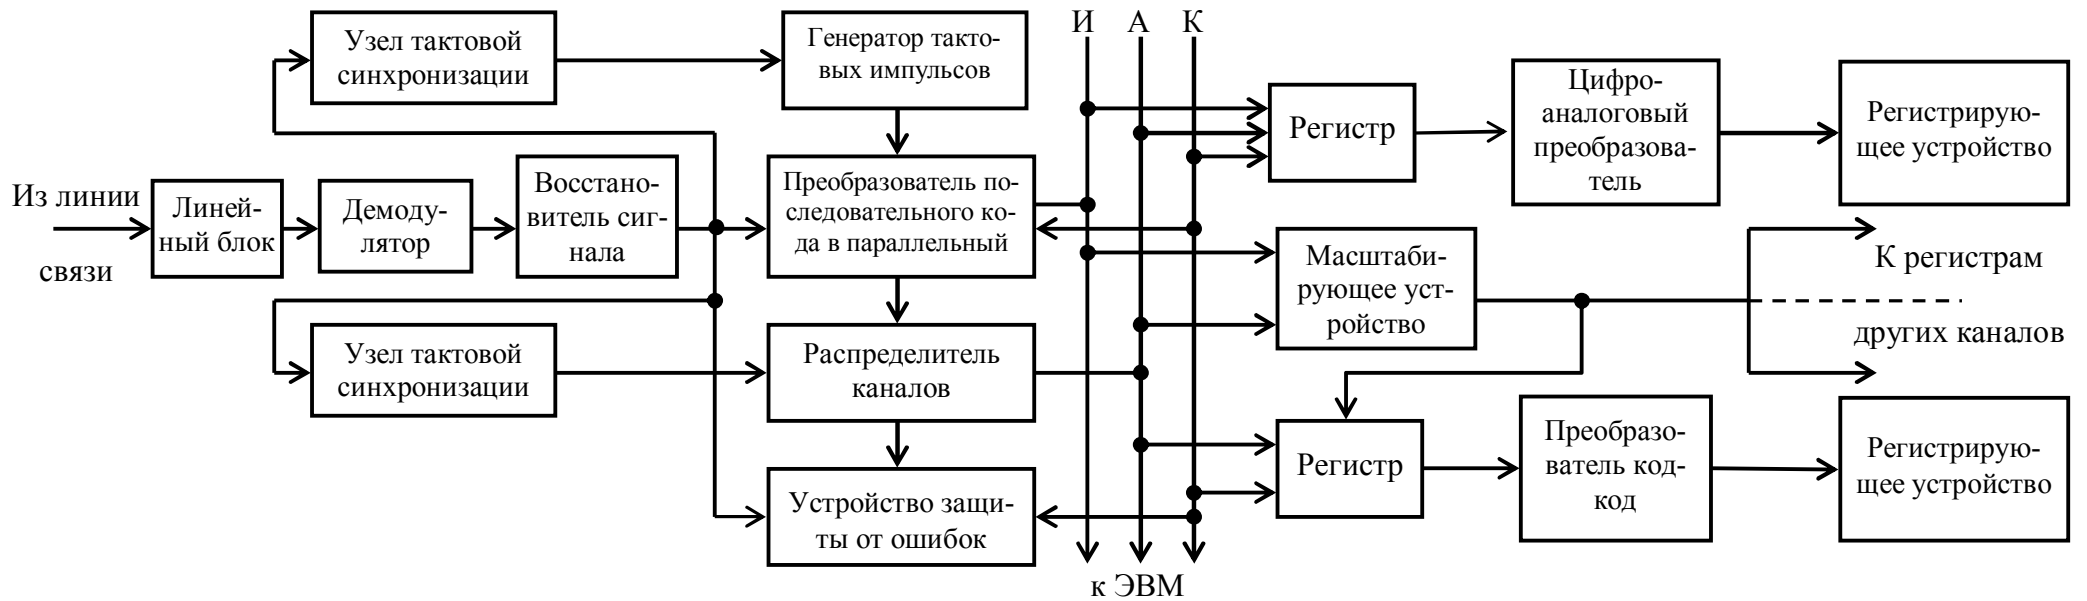 И А К
Узел тактовой
синхронизации
Генератор такто-
вых импульсов
Регистр
Цифро-
аналоговый
преобразова-
тель
Регистрирую-
щее устройство
Из линии
связи
Линей-
ный блок
Демоду-
лятор
Восстано-
витель сиг-
нала
Преобразователь по-
следовательного ко-
да в параллельный
Масштаби-
рующее уст-
ройство
К регистрам
других каналов
Узел тактовой
синхронизации
Распределитель
каналов
Регистр
Преобразо-
ватель код-
код
Регистрирую-
щее устройство
Устройство защи-
ты от ошибок
к ЭВМ